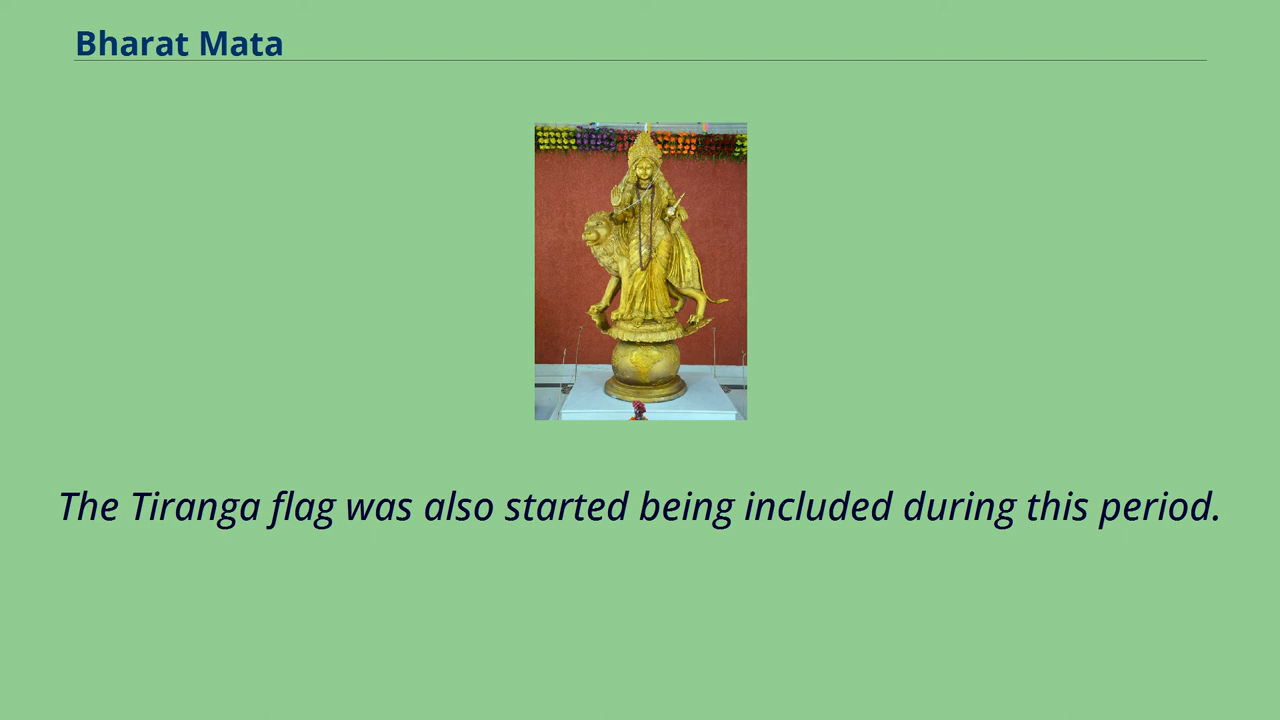 Bharat Mata
The Tiranga flag was also started being included during this period.